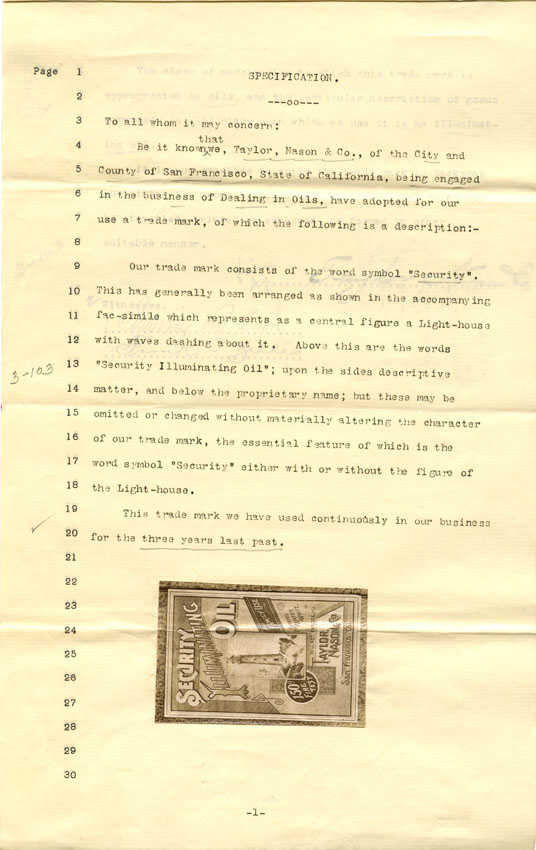 Page 1 SPECIFICATION.
2 ---oo---
3 To all whom it may concern:
that
4 Be it known we, Taylor, Nason & Co., of the City and
5 County of San Francisco, State of California, being engaged
6 in the business of Dealing in Oils, have adopted for our
7 use a trade mark, of which the following is a description:-
8
9 Our trade mark consists of the word symbol "Security".
10 This has generally been arranged as shown in the accompanying
11 fac-simile which represents as a central figure a Light-house
12 with waves dashing about it. Above this are the words
3-103
13 "Security Illuminating Oil"; upon the sides descriptive
14 matter, and below the proprietary name; but these may be
15 omitted or changed without materially altering the character
16 of our trade mark, the essential feature of which is the
17 word symbol "Security" either with or without the figure of
18 the Light-house.
19 This trade mark we have used continuously in our business
20 for the three years last past.
21
22
23
24
25
26
27
28
29
30
SECURITY
Illuminating
OIL
150°
FIRE
TEST
TAYLOR,
NASON & Co
San Francisco, Cal.
-1-